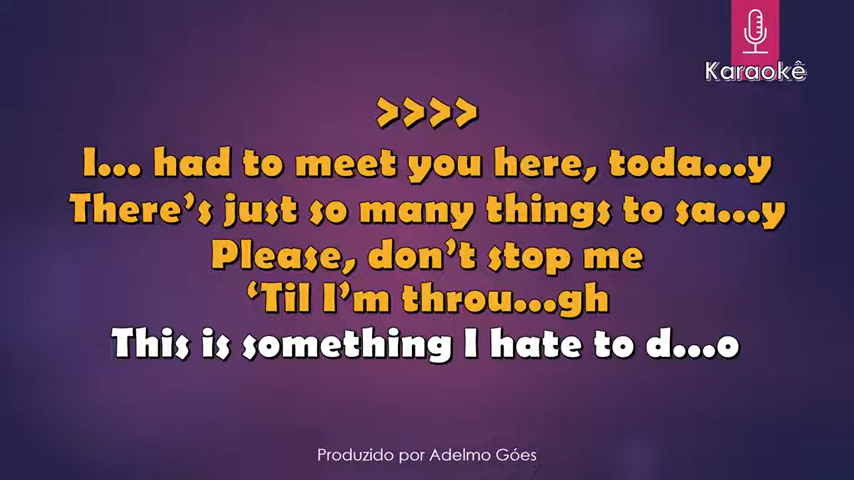 Karaokê
>>>>
I... had to meet you here, toda...y
There's just so many things to sa...y
Please, don't stop me
‘Til I'm throu...gh
This is something I hate to d...o
Produzido por Adelmo Góes